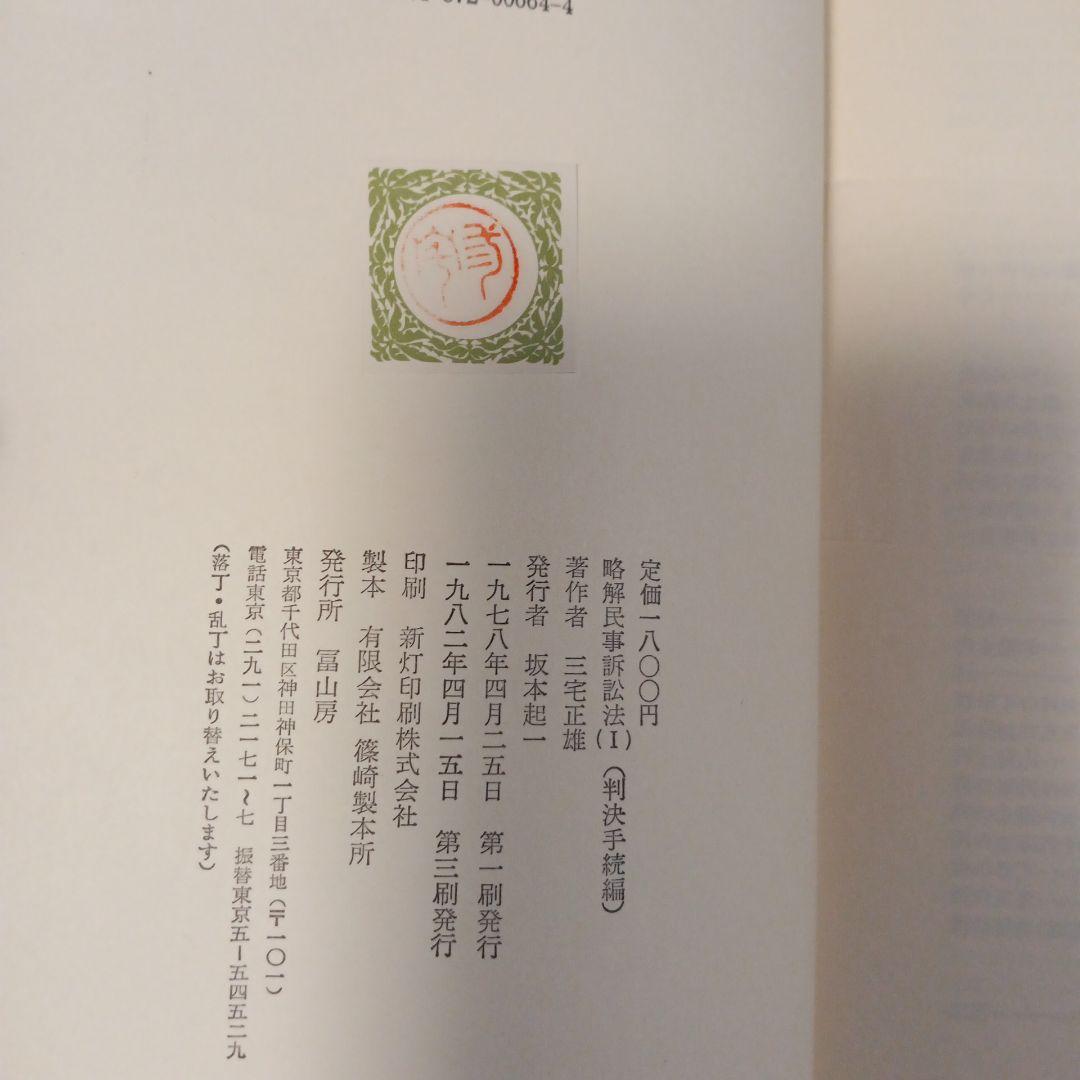 72-00664-4
定価一八〇〇円
略解民事訴訟法(Ⅰ)(判決手続編)
著作者 三宅正雄
発行者 坂本起一
一九七八年四月二五日 第一刷発行
一九八二年四月一五日 第三刷発行
印刷 新灯印刷株式会社
製本 有限会社 篠崎製本所
発行所 冨山房
東京都千代田区神田神保町一丁目三番地(〒一〇一)
電話東京(二九一)二一七一〜七 振替東京五―五四五二九
(落丁・乱丁はお取り替えいたします)